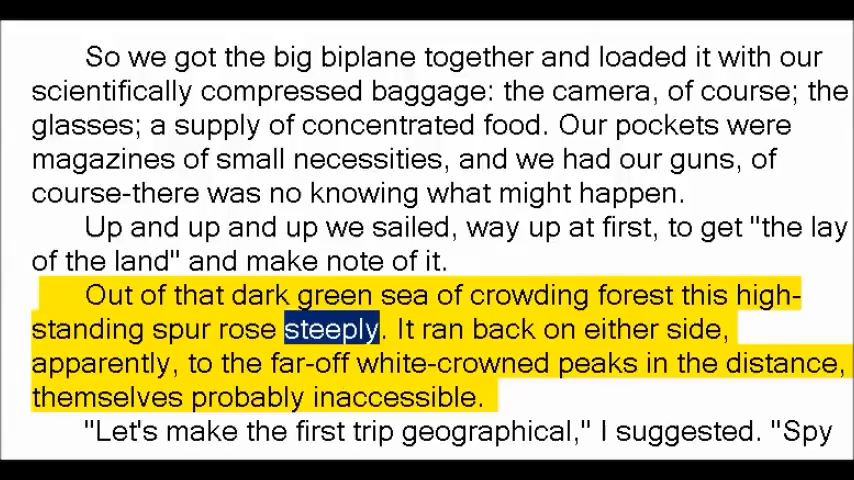 So we got the big biplane together and loaded it with our
scientifically compressed baggage: the camera, of course; the
glasses; a supply of concentrated food. Our pockets were
magazines of small necessities, and we had our guns, of
course-there was no knowing what might happen.
Up and up and up we sailed, way up at first, to get "the lay
of the land" and make note of it.
Out of that dark green sea of crowding forest this high-
standing spur rose steeply. It ran back on either side,
apparently, to the far-off white-crowned peaks in the distance,
themselves probably inaccessible.
"Let's make the first trip geographical," I suggested. "Spy